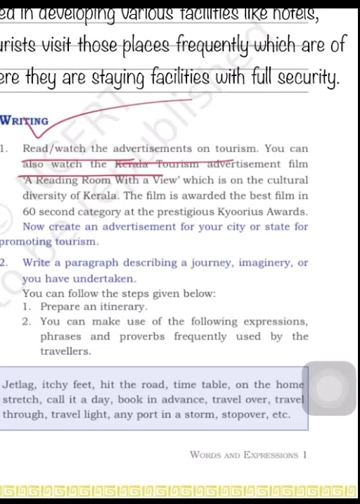 ed in developing various facilities like hotels,
urists visit those places frequently which are of
ere they are staying facilities with full security.
WRITING
1. Read/watch the advertisements on tourism. You can
also watch the Kerala Tourism advertisement film
'A Reading Room With a View' which is on the cultural
diversity of Kerala. The film is awarded the best film in
60 second category at the prestigious Kyoorius Awards.
Now create an advertisement for your city or state for
promoting tourism.
2. Write a paragraph describing a journey, imaginery, or
you have undertaken.
You can follow the steps given below:
1. Prepare an itinerary.
2. You can make use of the following expressions,
phrases and proverbs frequently used by the
travellers.
Jetlag, itchy feet, hit the road, time table, on the home
stretch, call it a day, book in advance, travel over, travel
through, travel light, any port in a storm, stopover, etc.
WORDS AND EXPRESSIONS 1